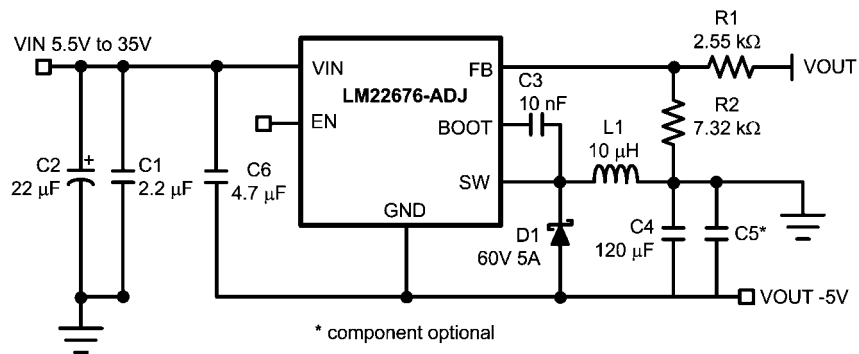 VIN 5.5V to 35V
VIN
FB
LM22676-ADJ
EN
BOOT
SW
GND
R1
2.55 kΩ
VOUT
C3
10 nF
R2
7.32 kΩ
L1
10 μH
C2
22 μF
+
C1
2.2 μF
C6
4.7 μF
D1
60V 5A
C4
120 μF
C5*
VOUT -5V
* component optional